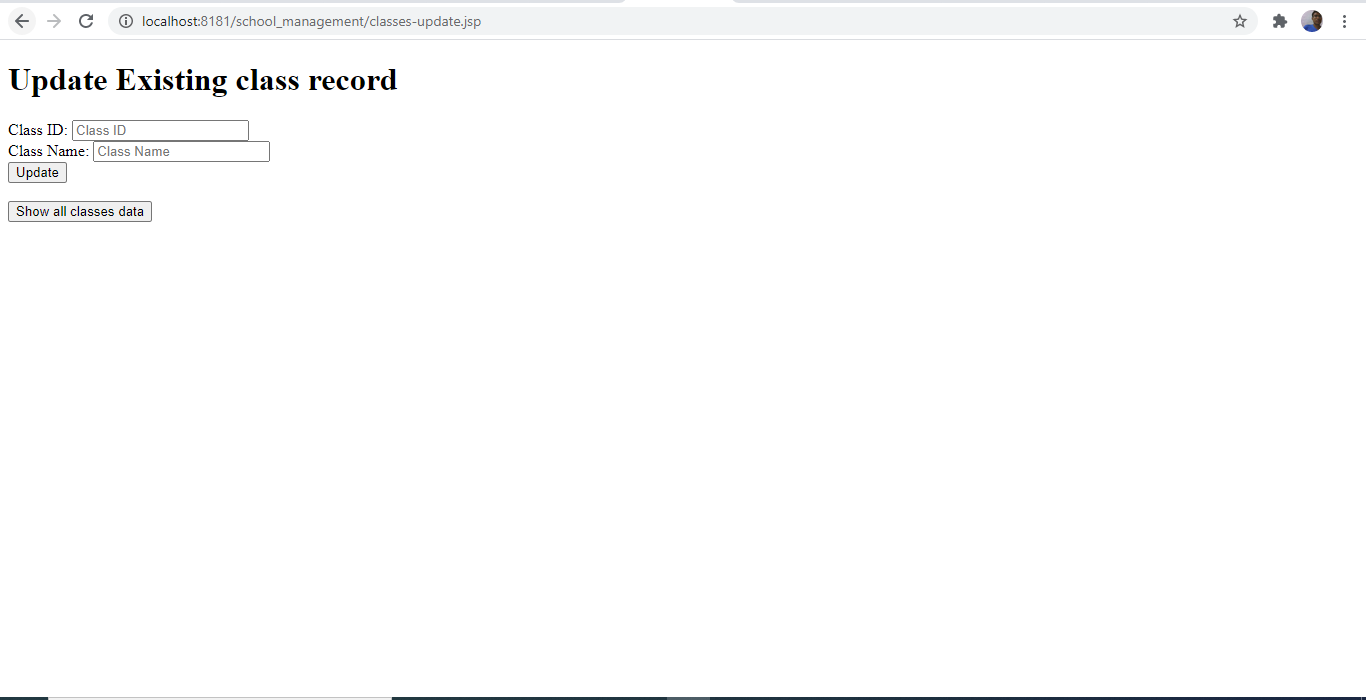 localhost:8181/school_management/classes-update.jsp
Update Existing class record
Class ID: Class ID
Class Name: Class Name
Update
Show all classes data